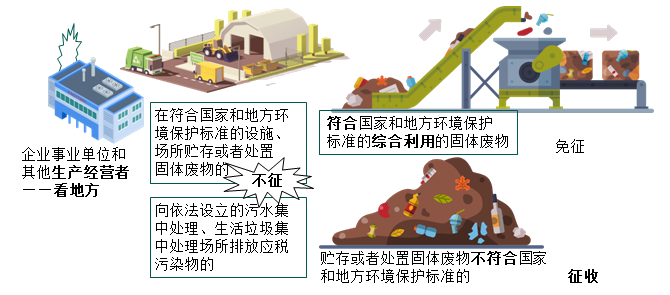 企业事业单位和
其他生产经营者
——看地方
在符合国家和地方环
境保护标准的设施、
场所贮存或者处置
固体废物的
不征
向依法设立的污水集
中处理、生活垃圾集
中处理场所排放应税
污染物的
符合国家和地方环境保护
标准的综合利用的固体废物
免征
贮存或者处置固体废物不符合国家
和地方环境保护标准的
征收